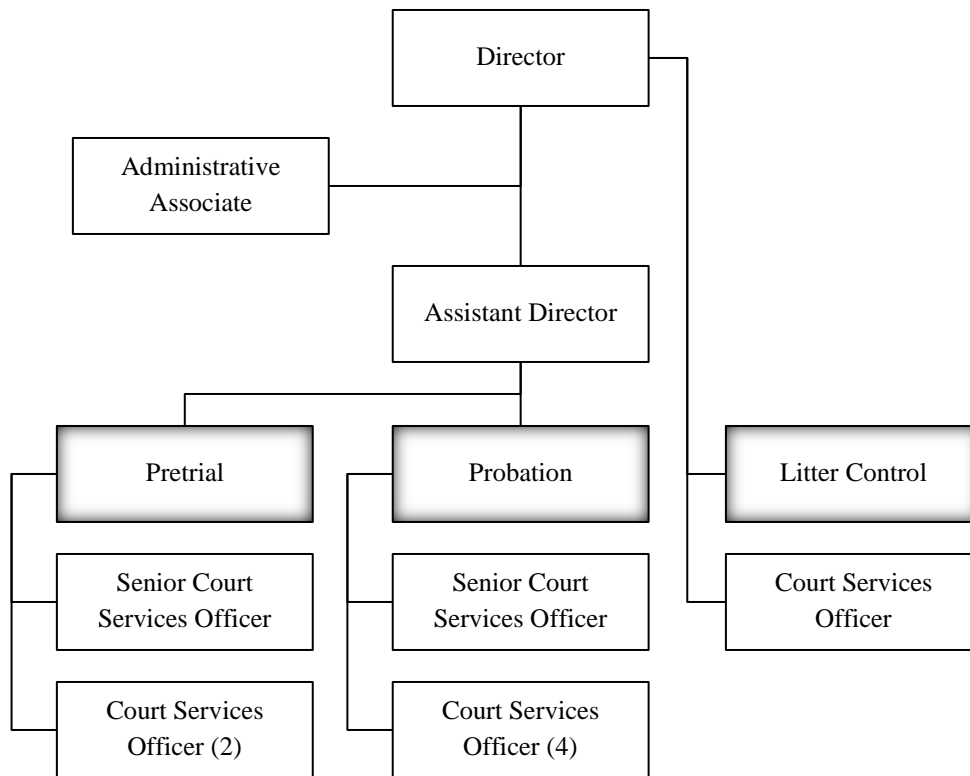 Director
Administrative
Associate
Assistant Director
Pretrial
Probation
Litter Control
Senior Court
Services Officer
Senior Court
Services Officer
Court Services
Officer
Court Services
Officer (2)
Court Services
Officer (4)